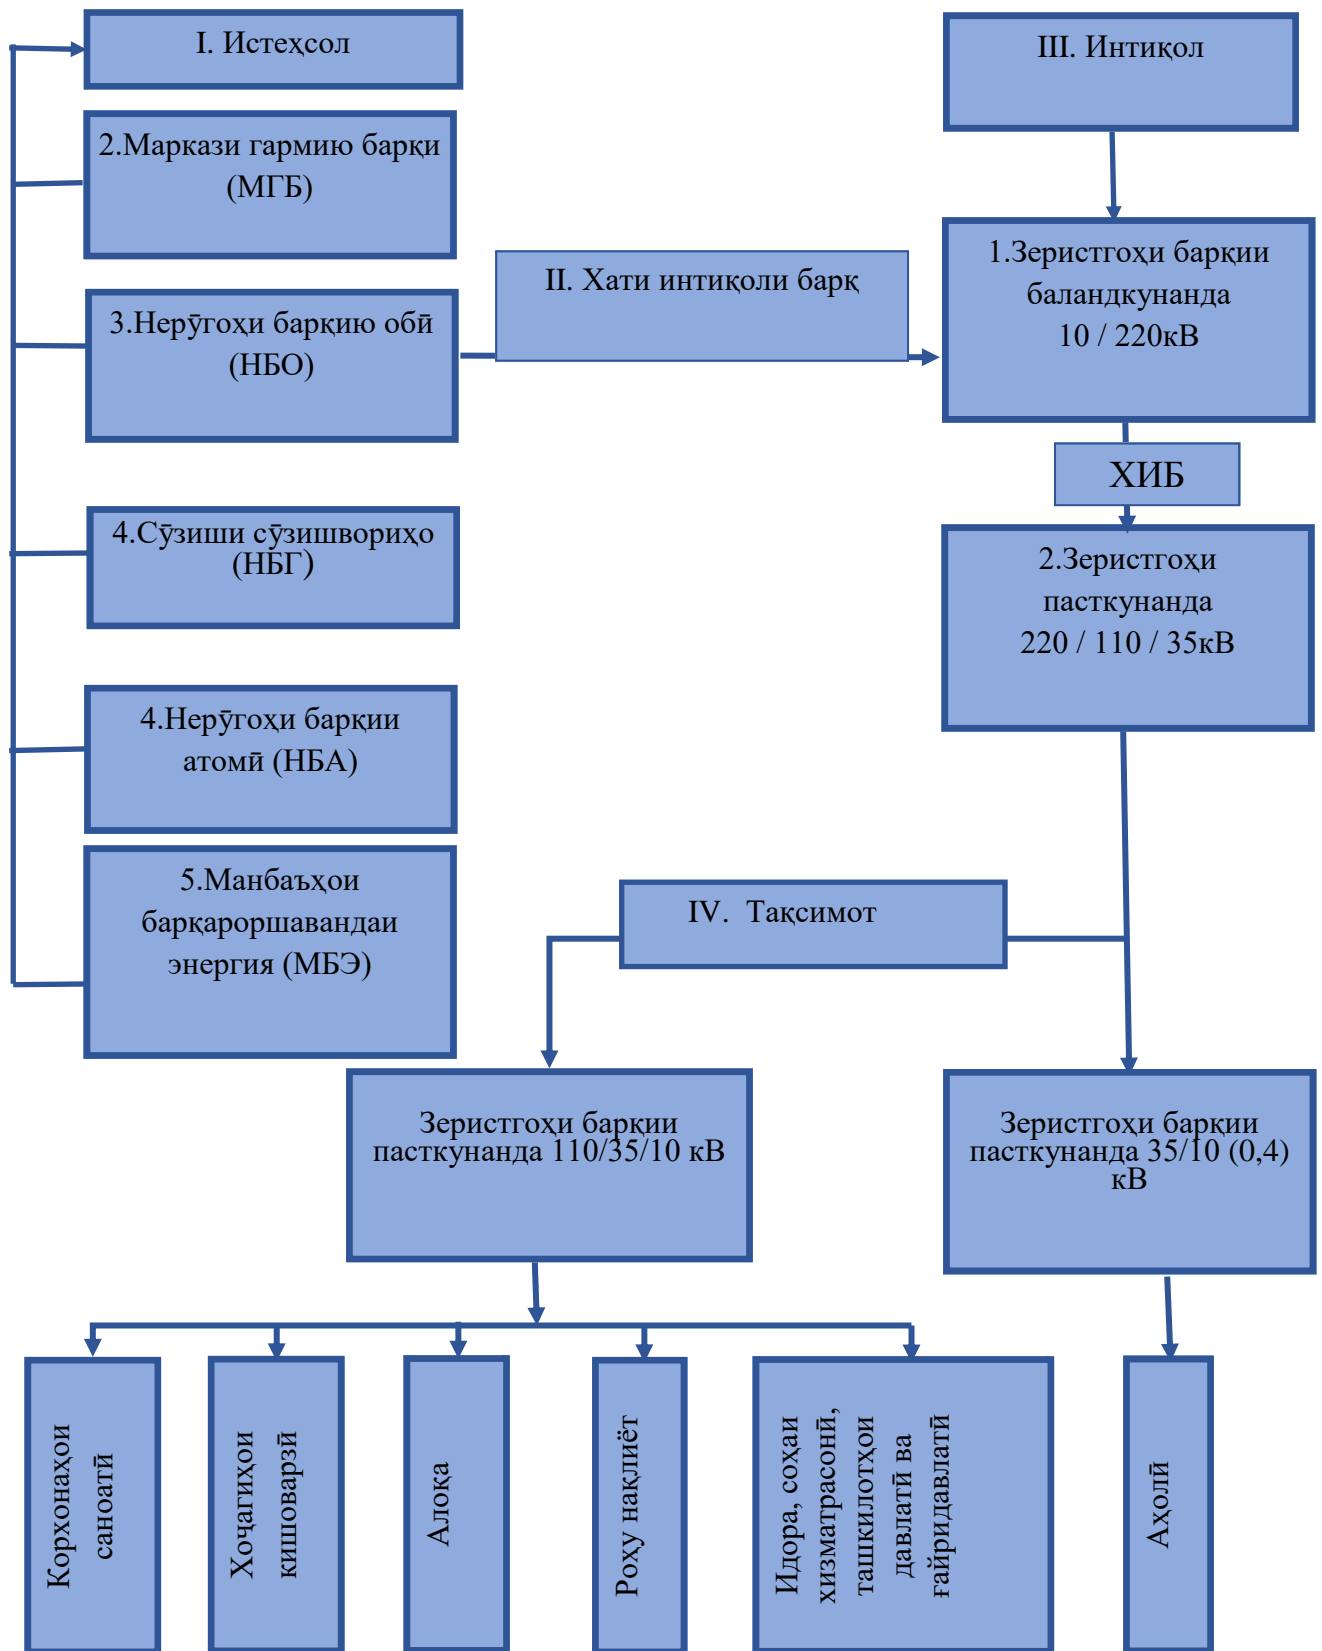 I. Истеҳсол
2.Маркази гармию барқи
(МГБ)
3.Нерӯгоҳи барқию обӣ
(НБО)
4.Сӯзиши сӯзишвориҳо
(НБГ)
4.Нерӯгоҳи барқии
атомӣ (НБА)
5.Манбаъҳои
барқароршавандаи
энергия (МБЭ)
II. Хати интиқоли барқ
III. Интиқол
1.Зеристгоҳи барқии
баландкунанда
10 / 220кВ
ХИБ
2.Зеристгоҳи
пасткунанда
220 / 110 / 35кВ
IV. Тақсимот
Зеристгоҳи барқии
пасткунанда 110/35/10 кВ
Зеристгоҳи барқии
пасткунанда 35/10 (0,4)
кВ
Корхонаҳои
саноатӣ
Хоҷагиҳои
кишоварзӣ
Алоқа
Роҳу нақлиёт
Идора, соҳаи
хизматрасонӣ,
ташкилотҳои
давлатӣ ва
ғайридавлатӣ
Аҳолӣ